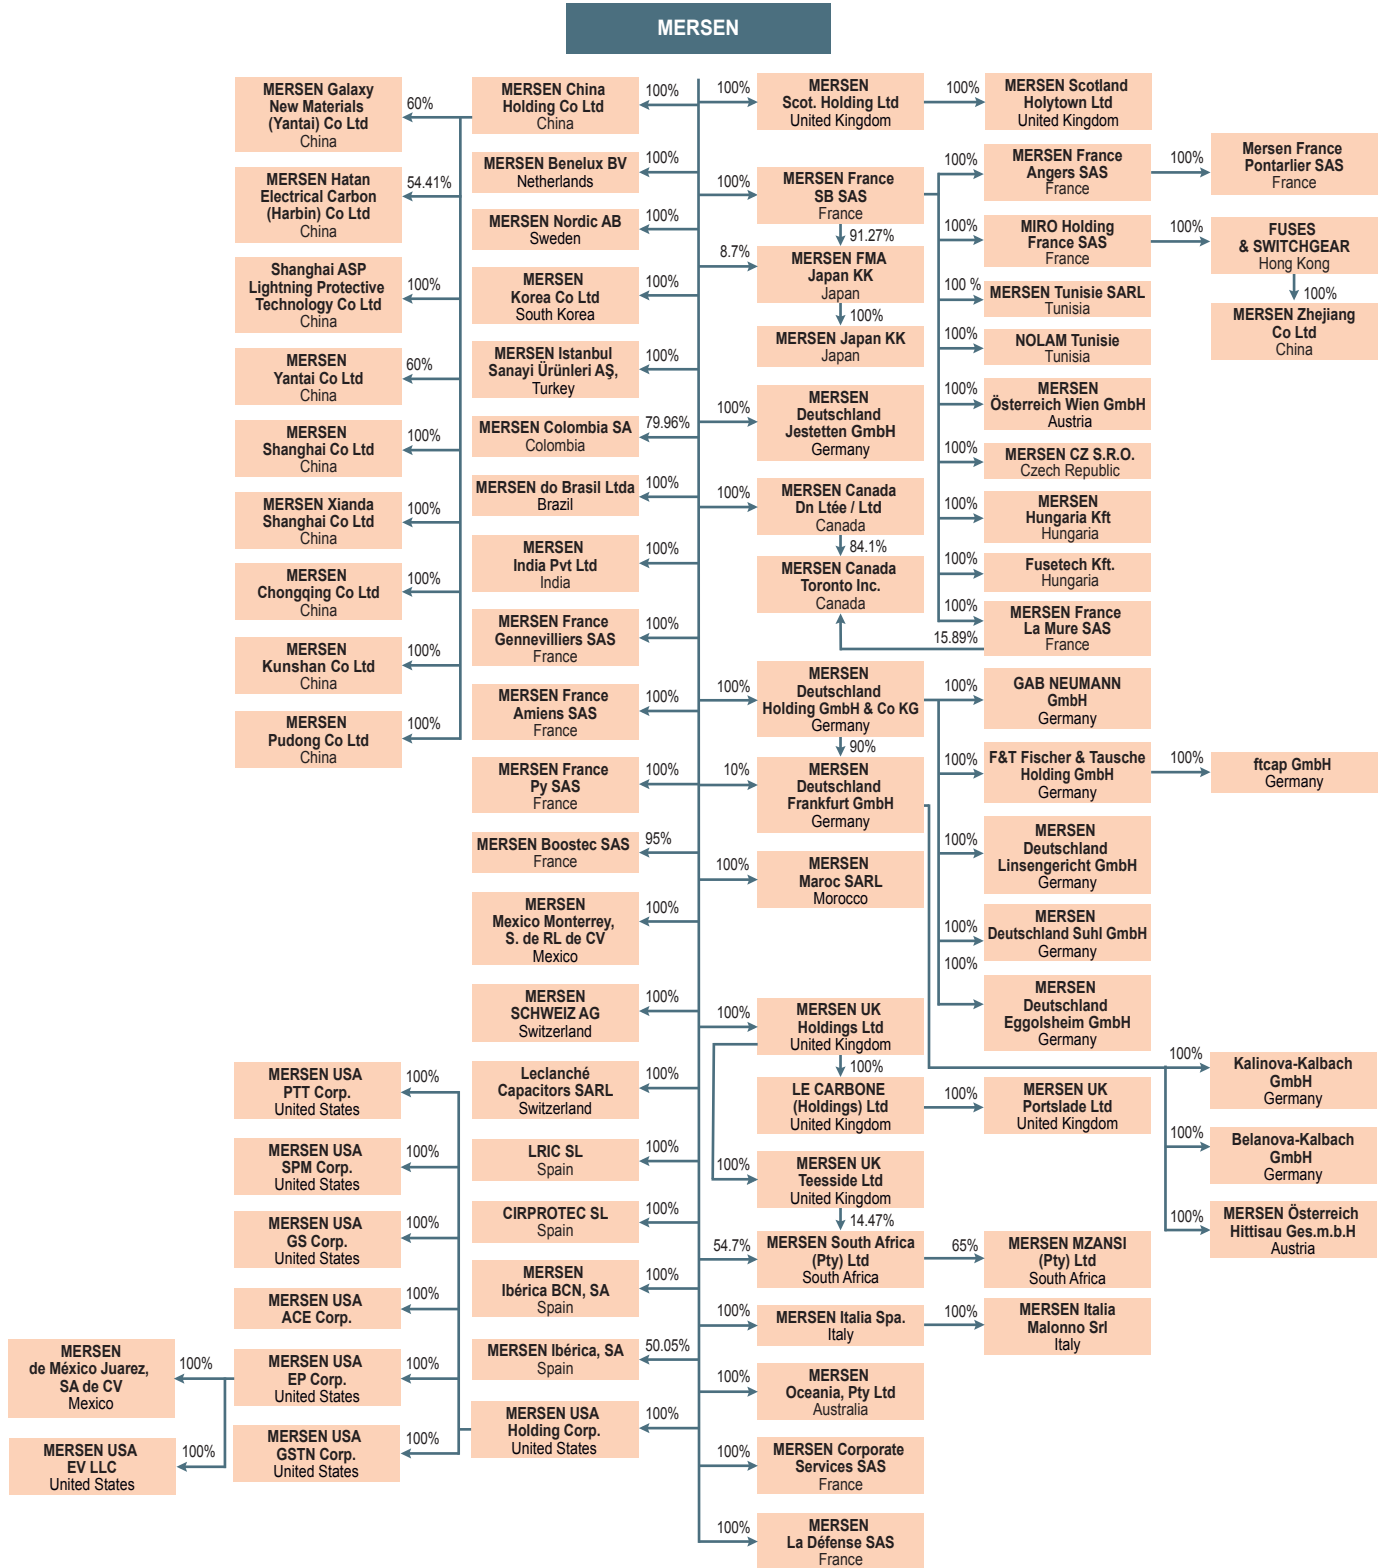 MERSEN
MERSEN Galaxy
New Materials
(Yantai) Co Ltd
China
60%
MERSEN Hatan
Electrical Carbon
(Harbin) Co Ltd
China
54.41%
Shanghai ASP
Lightning Protective
Technology Co Ltd
China
100%
MERSEN
Yantai Co Ltd
China
60%
MERSEN
Shanghai Co Ltd
China
100%
MERSEN Xianda
Shanghai Co Ltd
China
100%
MERSEN
Chongqing Co Ltd
China
100%
MERSEN
Kunshan Co Ltd
China
100%
MERSEN
Pudong Co Ltd
China
100%
MERSEN USA
PTT Corp.
United States
100%
MERSEN USA
SPM Corp.
United States
100%
MERSEN USA
GS Corp.
United States
100%
MERSEN USA
ACE Corp.
100%
MERSEN USA
EP Corp.
United States
100%
MERSEN USA
GSTN Corp.
United States
100%
MERSEN
de México Juarez,
SA de CV
Mexico
100%
MERSEN USA
EV LLC
United States
100%
MERSEN China
Holding Co Ltd
China
100%
MERSEN Benelux BV
Netherlands
100%
MERSEN Nordic AB
Sweden
100%
MERSEN
Korea Co Ltd
South Korea
100%
MERSEN Istanbul
Sanayi Ürünleri AŞ,
Turkey
100%
MERSEN Colombia SA
Colombia
79.96%
MERSEN do Brasil Ltda
Brazil
100%
MERSEN
India Pvt Ltd
India
100%
MERSEN France
Gennevilliers SAS
France
100%
MERSEN France
Amiens SAS
France
100%
MERSEN France
Py SAS
France
100%
MERSEN Boostec SAS
France
95%
MERSEN
Mexico Monterrey,
S. de RL de CV
Mexico
100%
MERSEN
SCHWEIZ AG
Switzerland
100%
Leclanché
Capacitors SARL
Switzerland
100%
LRIC SL
Spain
100%
CIRPROTEC SL
Spain
100%
MERSEN
Ibérica BCN, SA
Spain
100%
MERSEN Ibérica, SA
Spain
50.05%
MERSEN USA
Holding Corp.
United States
100%
100%
MERSEN
Scot. Holding Ltd
United Kingdom
100%
MERSEN Scotland
Holytown Ltd
United Kingdom
100%
MERSEN France
SB SAS
France
91.27%
8.7%
MERSEN FMA
Japan KK
Japan
100%
MERSEN Japan KK
Japan
100%
MERSEN
Deutschland
Jestetten GmbH
Germany
100%
MERSEN Canada
Dn Ltée / Ltd
Canada
84.1%
MERSEN Canada
Toronto Inc.
Canada
15.89%
100%
MERSEN
Deutschland
Holding GmbH & Co KG
Germany
90%
10%
MERSEN
Deutschland
Frankfurt GmbH
Germany
100%
MERSEN
Maroc SARL
Morocco
100%
MERSEN UK
Holdings Ltd
United Kingdom
100%
LE CARBONE
(Holdings) Ltd
United Kingdom
100%
MERSEN UK
Portslade Ltd
United Kingdom
100%
MERSEN UK
Teesside Ltd
United Kingdom
14.47%
54.7%
MERSEN South Africa
(Pty) Ltd
South Africa
65%
MERSEN MZANSI
(Pty) Ltd
South Africa
100%
MERSEN Italia Spa.
Italy
100%
MERSEN Italia
Malonno Srl
Italy
100%
MERSEN
Oceania, Pty Ltd
Australia
100%
MERSEN Corporate
Services SAS
France
100%
MERSEN
La Défense SAS
France
100%
MERSEN France
Angers SAS
France
100%
Mersen France
Pontarlier SAS
France
100%
MIRO Holding
France SAS
France
100%
FUSES
& SWITCHGEAR
Hong Kong
100%
MERSEN Zhejiang
Co Ltd
China
100 %
MERSEN Tunisie SARL
Tunisia
100%
NOLAM Tunisie
Tunisia
100%
MERSEN
Österreich Wien GmbH
Austria
100%
MERSEN CZ S.R.O.
Czech Republic
100%
MERSEN
Hungaria Kft
Hungaria
100%
Fusetech Kft.
Hungaria
100%
MERSEN France
La Mure SAS
France
100%
GAB NEUMANN
GmbH
Germany
100%
F&T Fischer & Tausche
Holding GmbH
Germany
100%
ftcap GmbH
Germany
100%
MERSEN
Deutschland
Linsengericht GmbH
Germany
100%
MERSEN
Deutschland Suhl GmbH
Germany
100%
MERSEN
Deutschland
Eggolsheim GmbH
Germany
100%
Kalinova-Kalbach
GmbH
Germany
100%
Belanova-Kalbach
GmbH
Germany
100%
MERSEN Österreich
Hittisau Ges.m.b.H
Austria